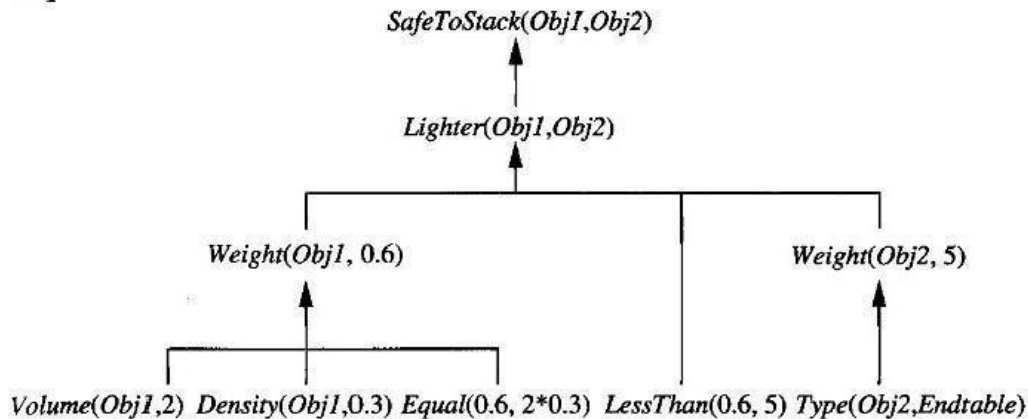 SafeToStack(Obj1,Obj2)
Lighter(Obj1,Obj2)
Weight(Obj1, 0.6) Weight(Obj2, 5)
Volume(Obj1,2) Density(Obj1,0.3) Equal(0.6, 2*0.3) LessThan(0.6, 5) Type(Obj2,Endtable)